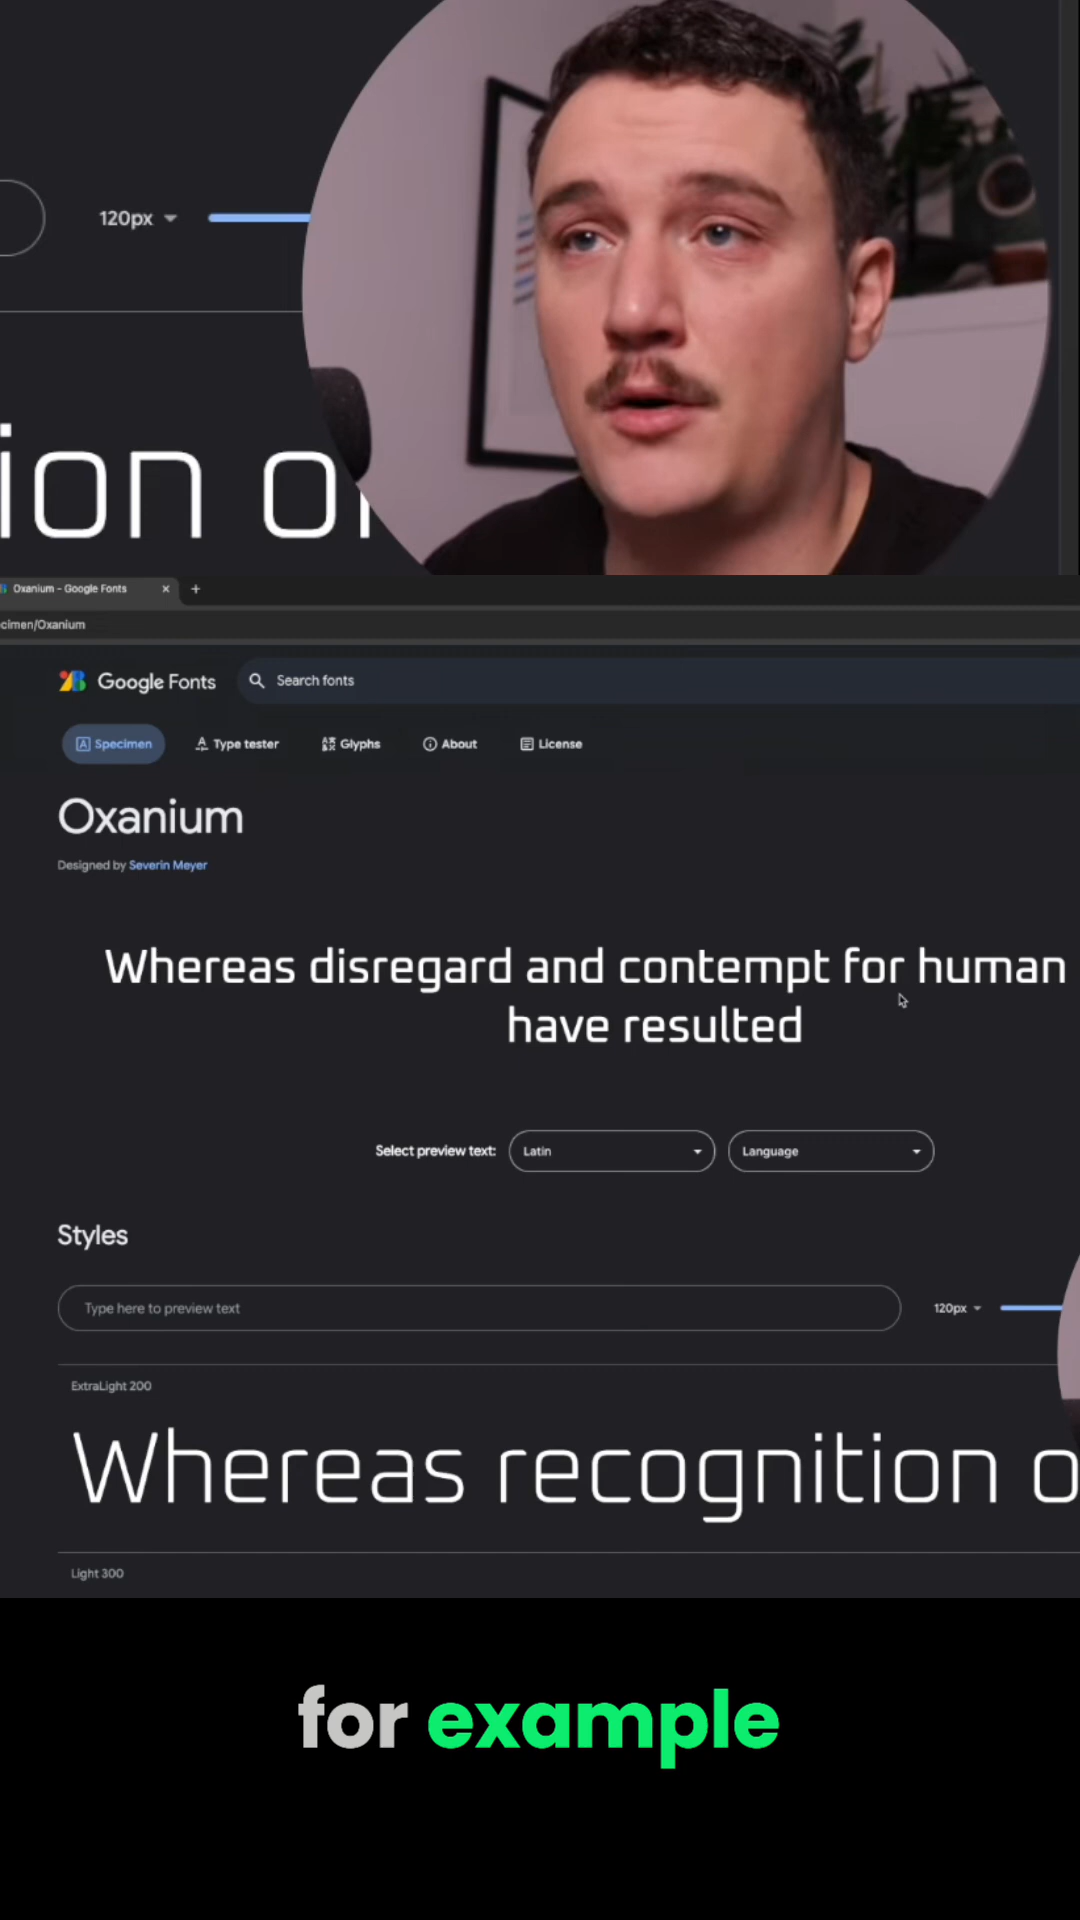 120px
ion o
Oxanium - Google Fonts
cimen/Oxanium
Google Fonts
Search fonts
Specimen
Type tester
Glyphs
About
License
Oxanium
Designed by Severin Meyer
Whereas disregard and contempt for human
have resulted
Select preview text:
Latin
Language
Styles
Type here to preview text
120px
ExtraLight 200
Whereas recognition o
Light 300
for example